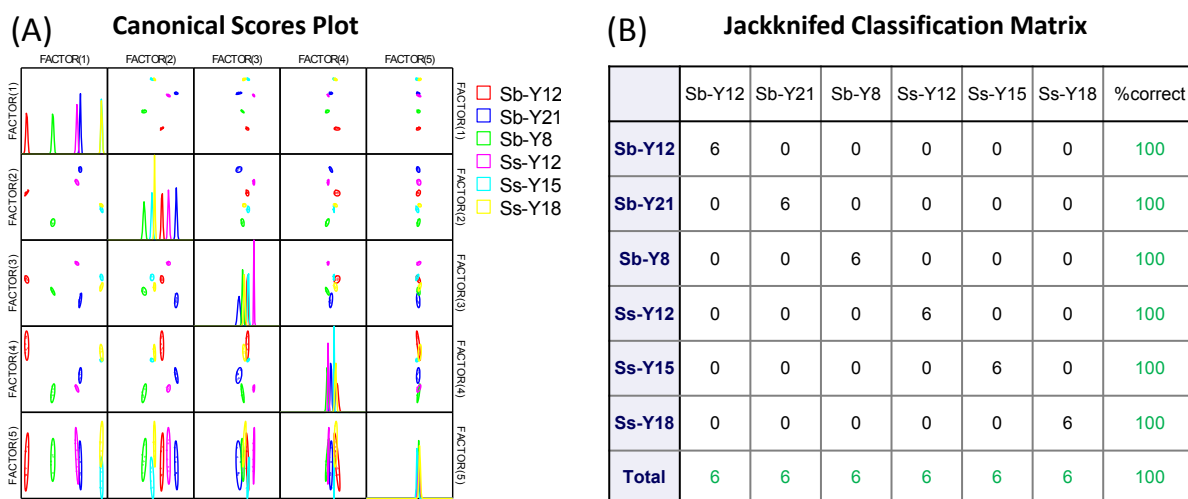 (A) Canonical Scores Plot
FACTOR(1) FACTOR(2) FACTOR(3) FACTOR(4) FACTOR(5)
FACTOR(1) FACTOR(1)
FACTOR(2) FACTOR(2)
FACTOR(3) FACTOR(3)
FACTOR(4) FACTOR(4)
FACTOR(5) FACTOR(5)
Sb-Y12
Sb-Y21
Sb-Y8
Ss-Y12
Ss-Y15
Ss-Y18
(B) Jackknifed Classification Matrix
Sb-Y12 Sb-Y21 Sb-Y8 Ss-Y12 Ss-Y15 Ss-Y18 %correct
Sb-Y12 6 0 0 0 0 0 100
Sb-Y21 0 6 0 0 0 0 100
Sb-Y8 0 0 6 0 0 0 100
Ss-Y12 0 0 0 6 0 0 100
Ss-Y15 0 0 0 0 6 0 100
Ss-Y18 0 0 0 0 0 6 100
Total 6 6 6 6 6 6 100